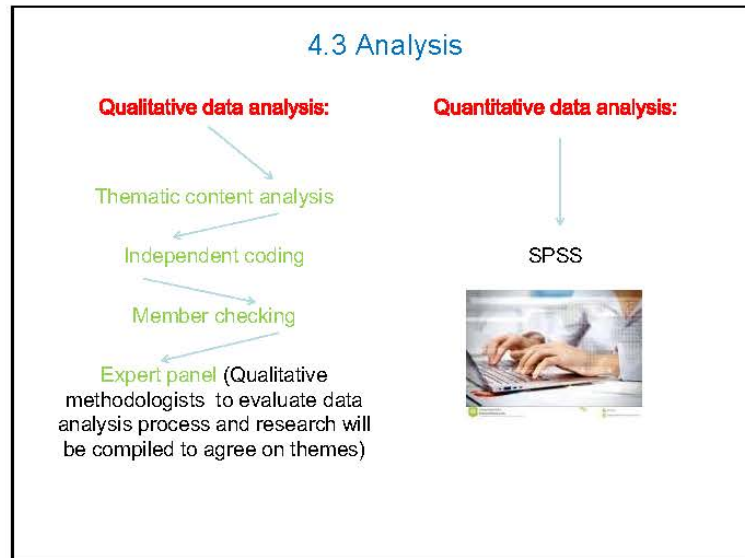 4.3 Analysis
Qualitative data analysis:
Thematic content analysis
Independent coding
Member checking
Expert panel (Qualitative
methodologists to evaluate data
analysis process and research will
be compiled to agree on themes)
Quantitative data analysis:
SPSS